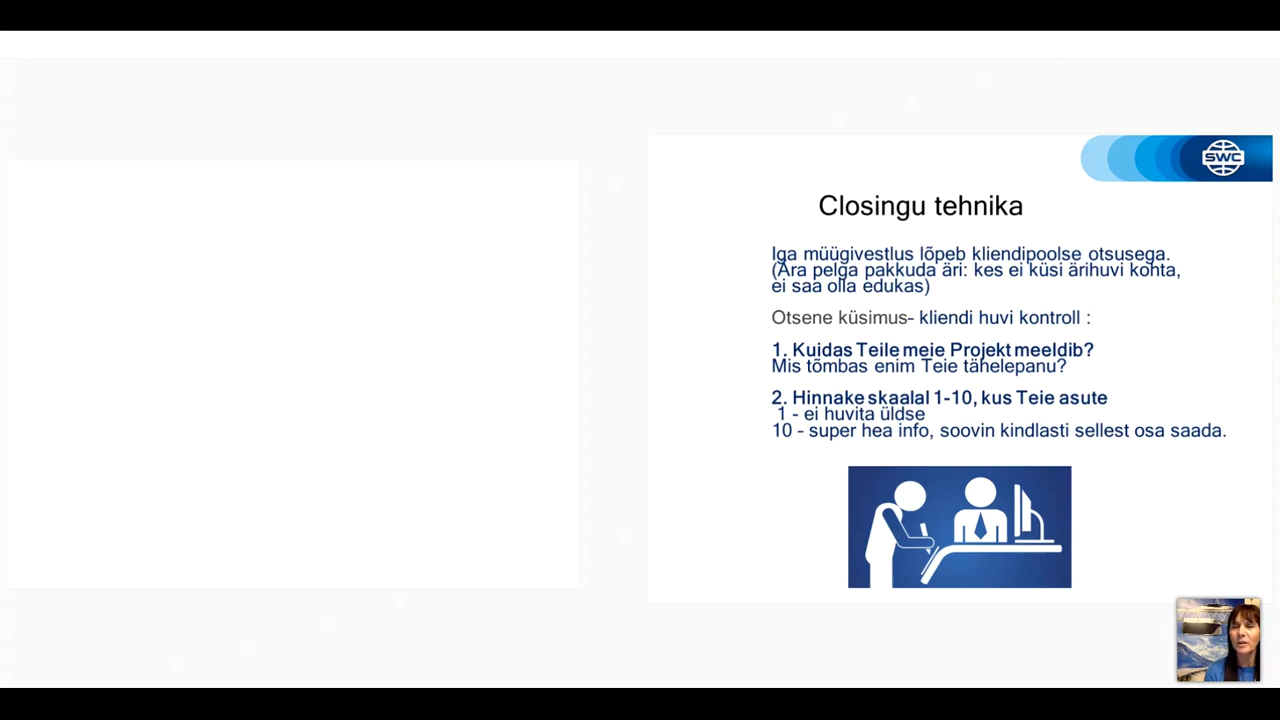 SWC
Closingu tehnika
Iga müügivestlus lõpeb kliendipoolse otsusega.
(Ära pelga pakkuda äri: kes ei küsi ärihuvi kohta,
ei saa olla edukas)
Otsene küsimus– kliendi huvi kontroll :
1. Kuidas Teile meie Projekt meeldib?
Mis tõmbas enim Teie tähelepanu?
2. Hinnake skaalal 1-10, kus Teie asute
1 - ei huvita üldse
10 - super hea info, soovin kindlasti sellest osa saada.